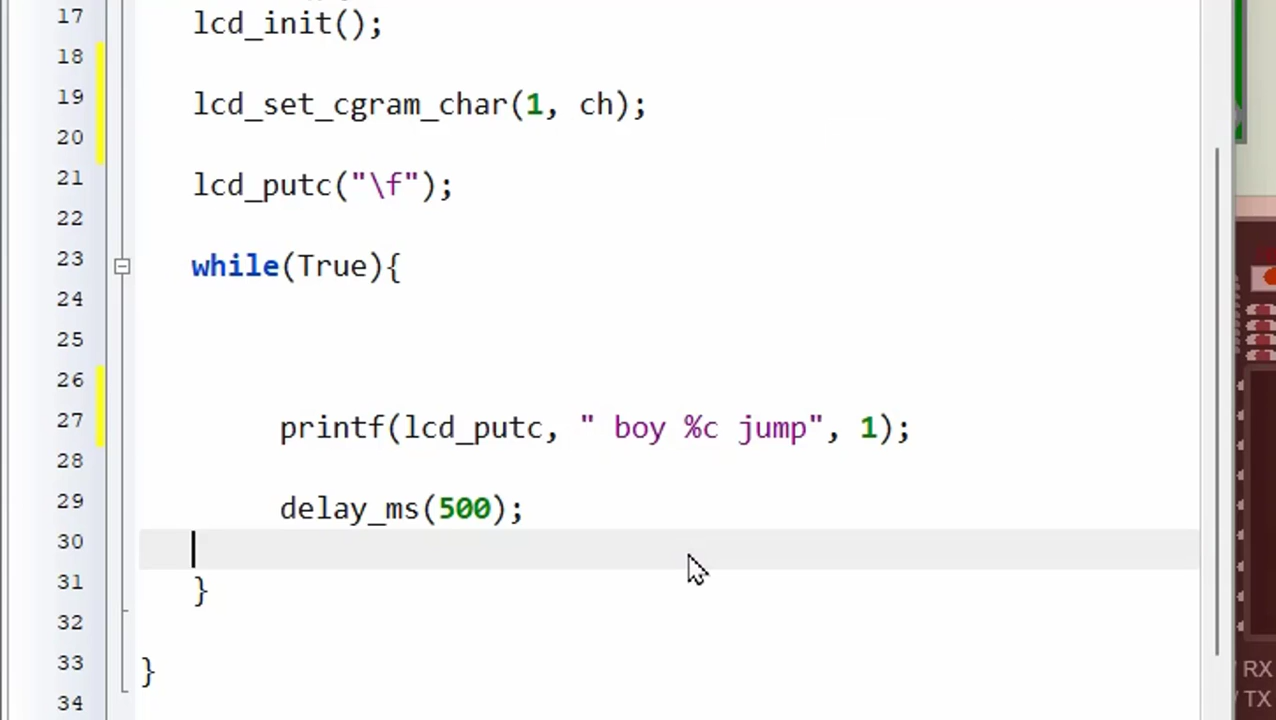 17 lcd_init();
18
19 lcd_set_cgram_char(1, ch);
20
21 lcd_putc("\f");
22
23 while(True){
24
25
26
27 printf(lcd_putc, " boy %c jump", 1);
28
29 delay_ms(500);
30
31 }
32
33 }
34
RX
TX